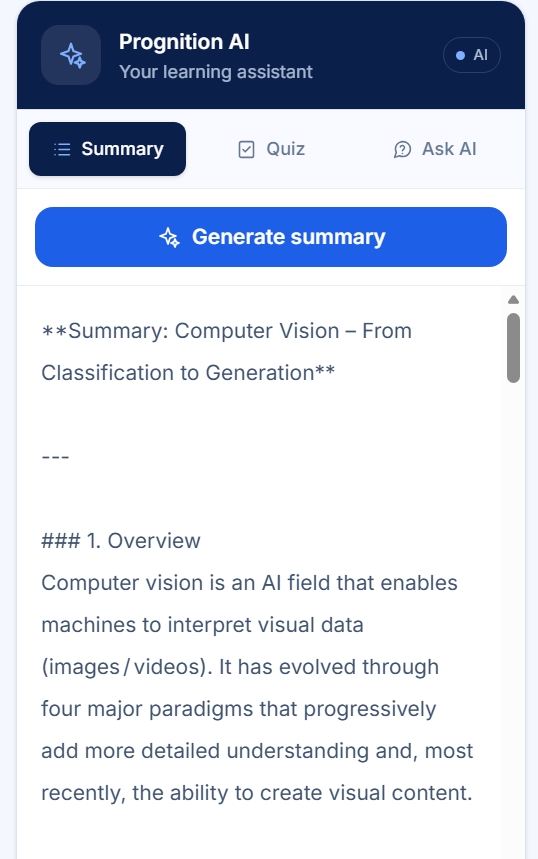 Prognition AI
Your learning assistant
AI
Summary
Quiz
Ask AI
Generate summary
**Summary: Computer Vision – From
Classification to Generation**
---
### 1. Overview
Computer vision is an AI field that enables
machines to interpret visual data
(images / videos). It has evolved through
four major paradigms that progressively
add more detailed understanding and, most
recently, the ability to create visual content.